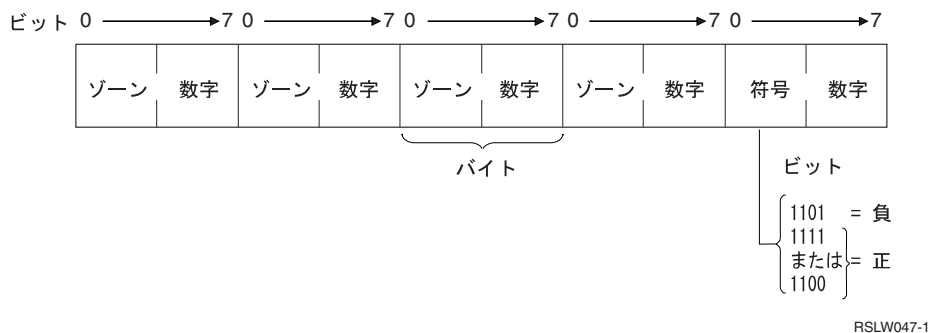 ビット 0 7 0 7 0 7 0 7 0 7
ゾーン 数字 ゾーン 数字 ゾーン 数字 ゾーン 数字 符号 数字
バイト
ビット
1101 = 負
1111
または = 正
1100
RSLW047-1